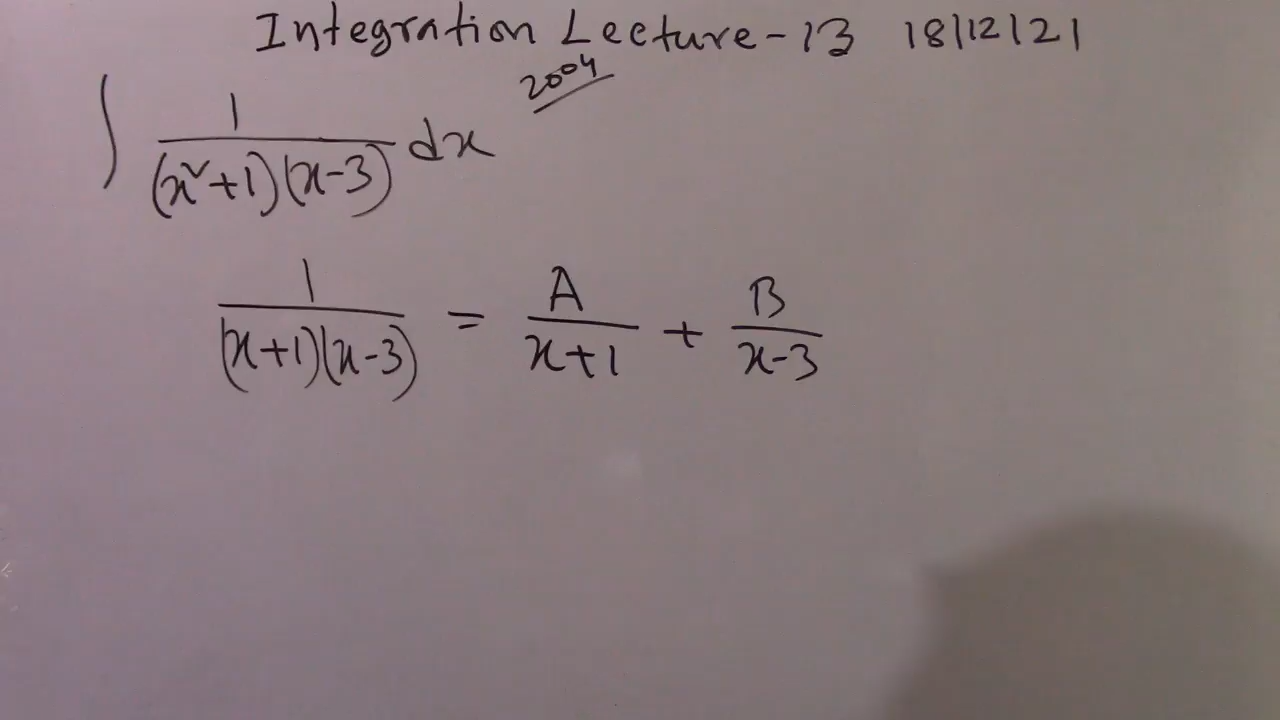 Integration Lecture - 13 18/12/21
2004
∫ 1/((x²+1)(x-3)) dx
1/((x+1)(x-3)) = A/(x+1) + B/(x-3)